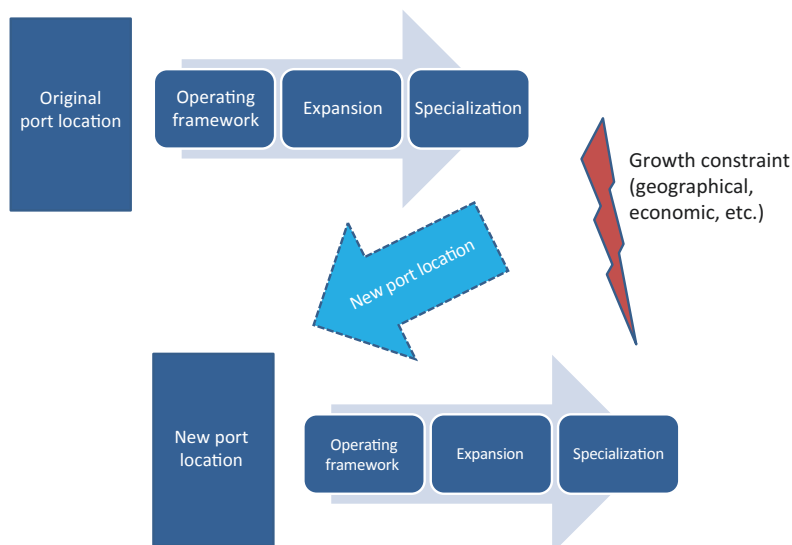 Original
port location
Operating
framework
Expansion
Specialization
Growth constraint
(geographical,
economic, etc.)
New port location
New port
location
Operating
framework
Expansion
Specialization